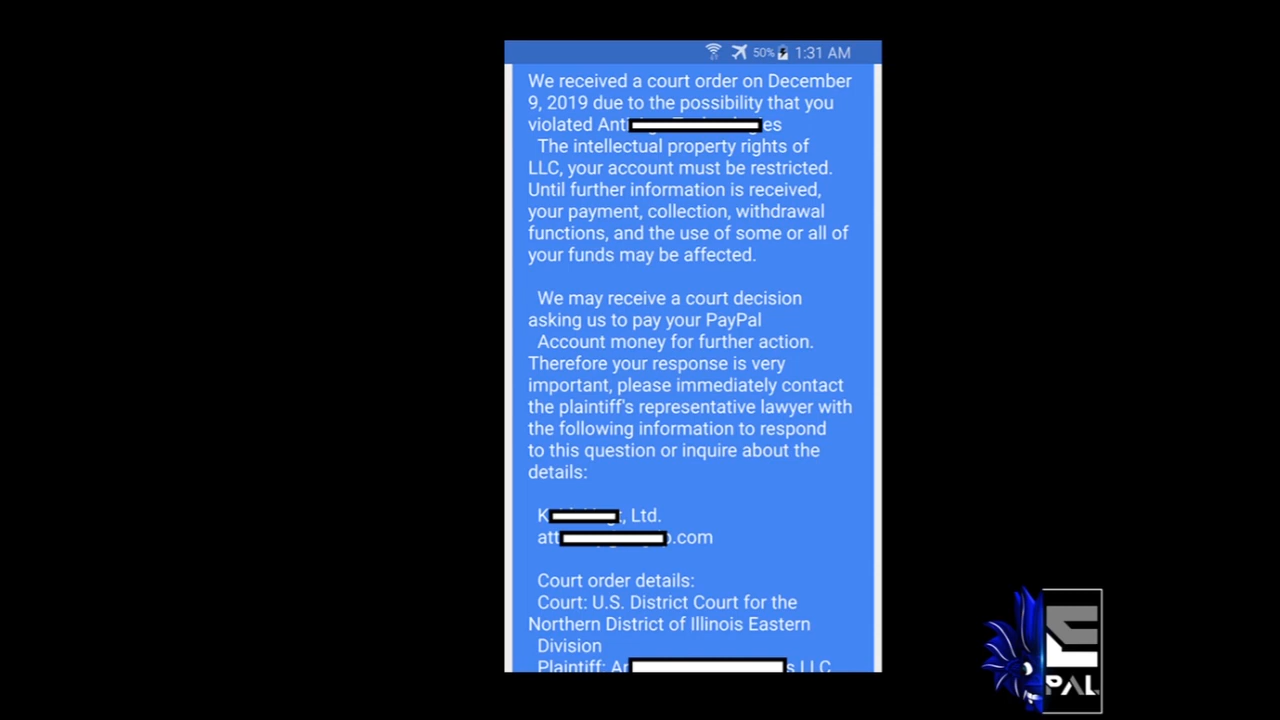 50% 1:31 AM
We received a court order on December
9, 2019 due to the possibility that you
violated Anti es
The intellectual property rights of
LLC, your account must be restricted.
Until further information is received,
your payment, collection, withdrawal
functions, and the use of some or all of
your funds may be affected.
We may receive a court decision
asking us to pay your PayPal
Account money for further action.
Therefore your response is very
important, please immediately contact
the plaintiff's representative lawyer with
the following information to respond
to this question or inquire about the
details:
K , Ltd.
att .com
Court order details:
Court: U.S. District Court for the
Northern District of Illinois Eastern
Division
Plaintiff: A s LLC
E
PAL